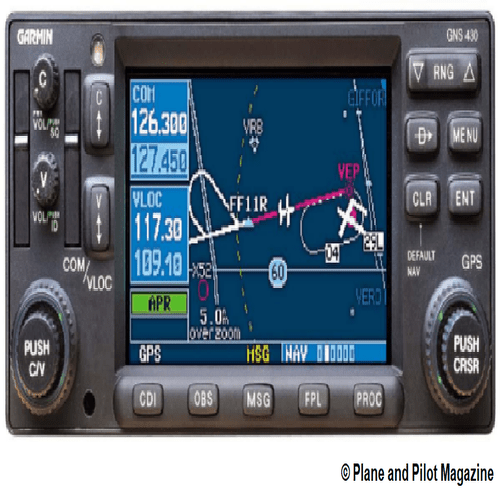 GARMIN
GNS 430
C
PUSH
VOL/SQ
V
PUSH
VOL/ID
COM
/VLOC
PUSH
C/V
C
V
COM
126.300
127.450
VLOC
117.30
109.10
APR
GPS
MSG
NAV
GIFFOR
VRB
VEP
FF11R
04
29L
60
X52
VERO
5.0
overzoom
RNG
D
MENU
CLR
ENT
DEFAULT
NAV
GPS
PUSH
CRSR
CDI
OBS
MSG
FPL
PROC
© Plane and Pilot Magazine